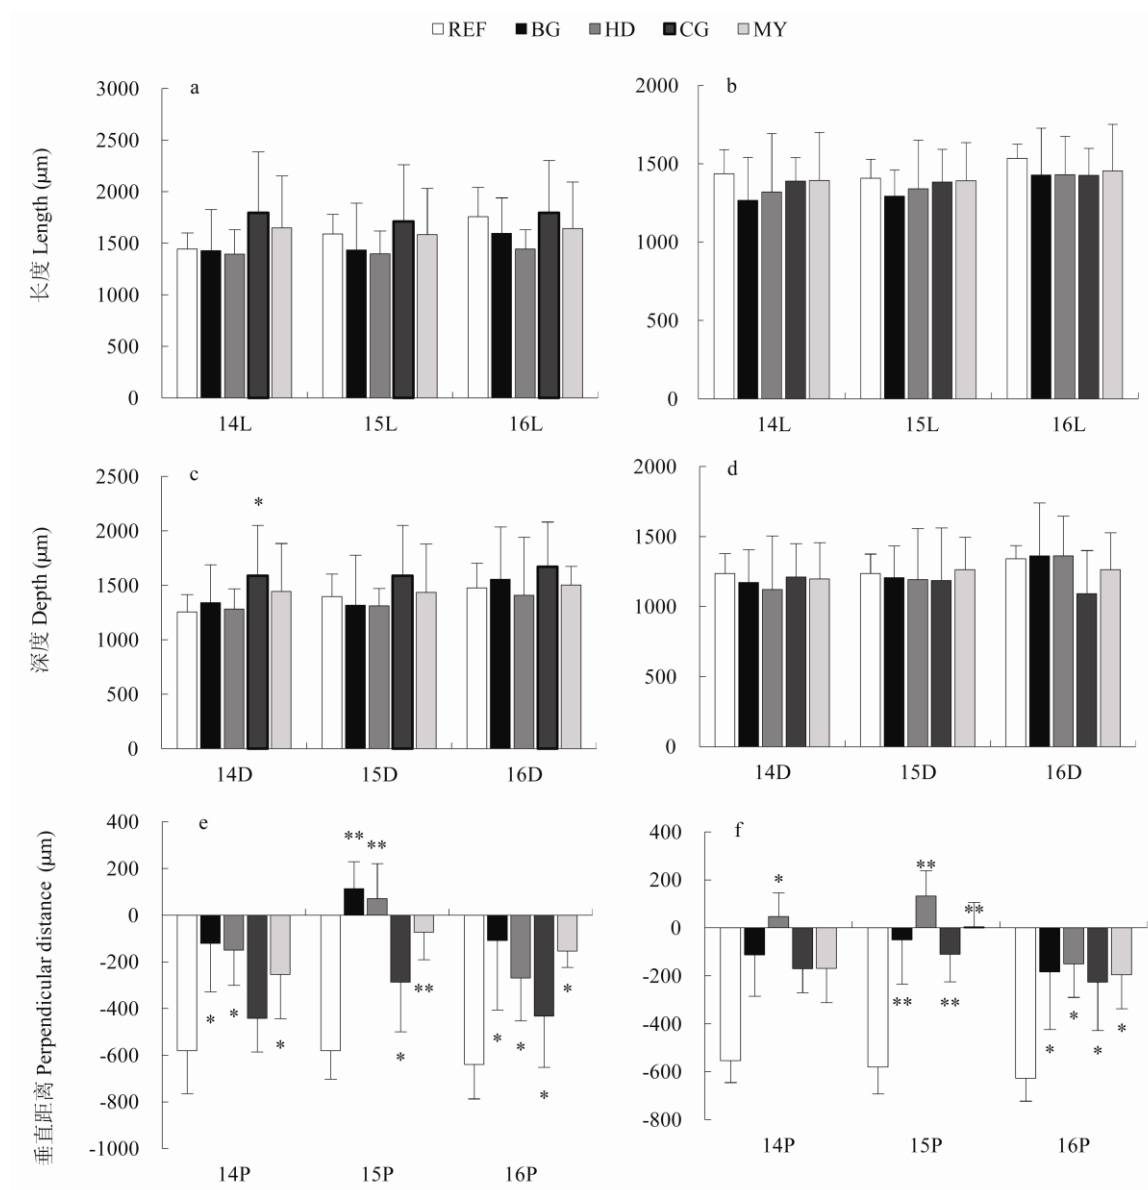 REF BG HD CG MY
a
长度 Length (μm)
3000
2500
2000
1500
1000
500
0
14L 15L 16L
b
2000
1500
1000
500
0
14L 15L 16L
c
深度 Depth (μm)
2500
2000
1500
1000
500
0
*
14D 15D 16D
d
2000
1500
1000
500
0
14D 15D 16D
e
垂直距离 Perpendicular distance (μm)
400
200
0
-200
-400
-600
-800
-1000
** **
* * * * ** * * * *
14P 15P 16P
f
400
200
0
-200
-400
-600
-800
* ** **
** ** * * * *
14P 15P 16P